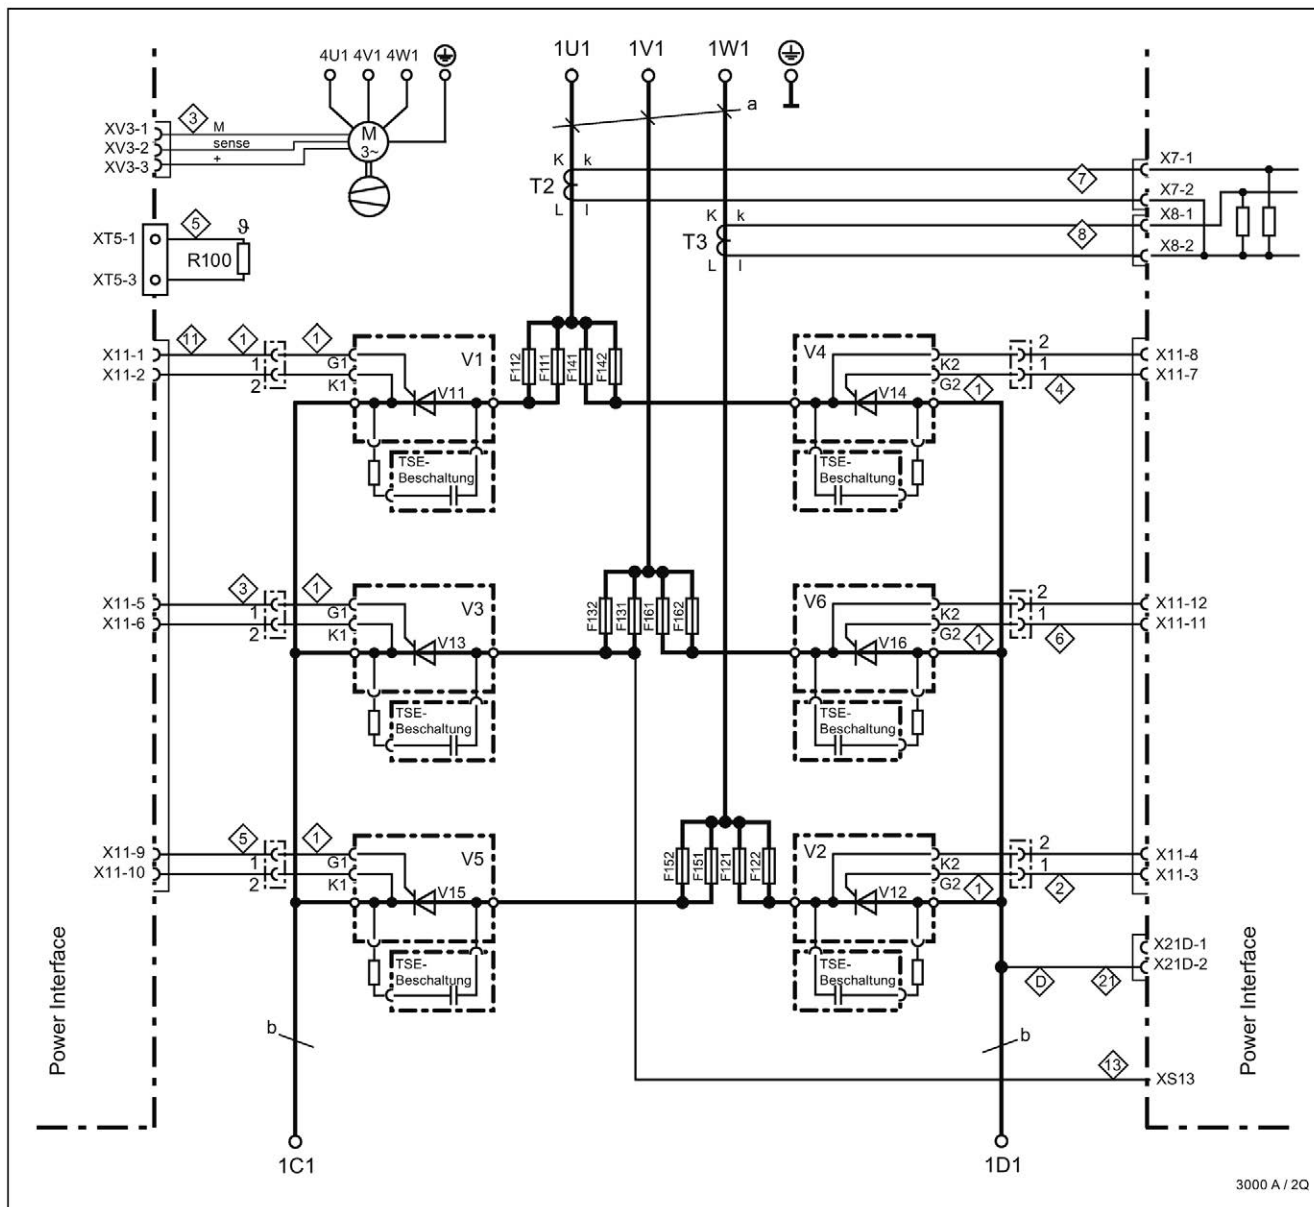 4U1 4V1 4W1
1U1 1V1 1W1
a
XV3-1
XV3-2
XV3-3
3
M
sense
+
M
3~
XT5-1
XT5-3
5
ϑ
R100
K k
T2
L l
K k
T3
L l
7
8
X7-1
X7-2
X8-1
X8-2
X11-1
X11-2
11
1
1
1
2
G1
K1
V1
V11
TSE-
Beschaltung
F112
F111
F141
F142
V4
V14
TSE-
Beschaltung
K2
G2
1
2
1
4
X11-8
X11-7
X11-5
X11-6
3
1
1
2
G1
K1
V3
V13
TSE-
Beschaltung
F132
F131
F161
F162
V6
V16
TSE-
Beschaltung
K2
G2
1
2
1
6
X11-12
X11-11
X11-9
X11-10
5
1
1
2
G1
K1
V5
V15
TSE-
Beschaltung
F152
F151
F121
F122
V2
V12
TSE-
Beschaltung
K2
G2
1
2
1
2
X11-4
X11-3
X21D-1
X21D-2
D
21
Power Interface
Power Interface
b
b
13
XS13
1C1
1D1
3000 A / 2Q